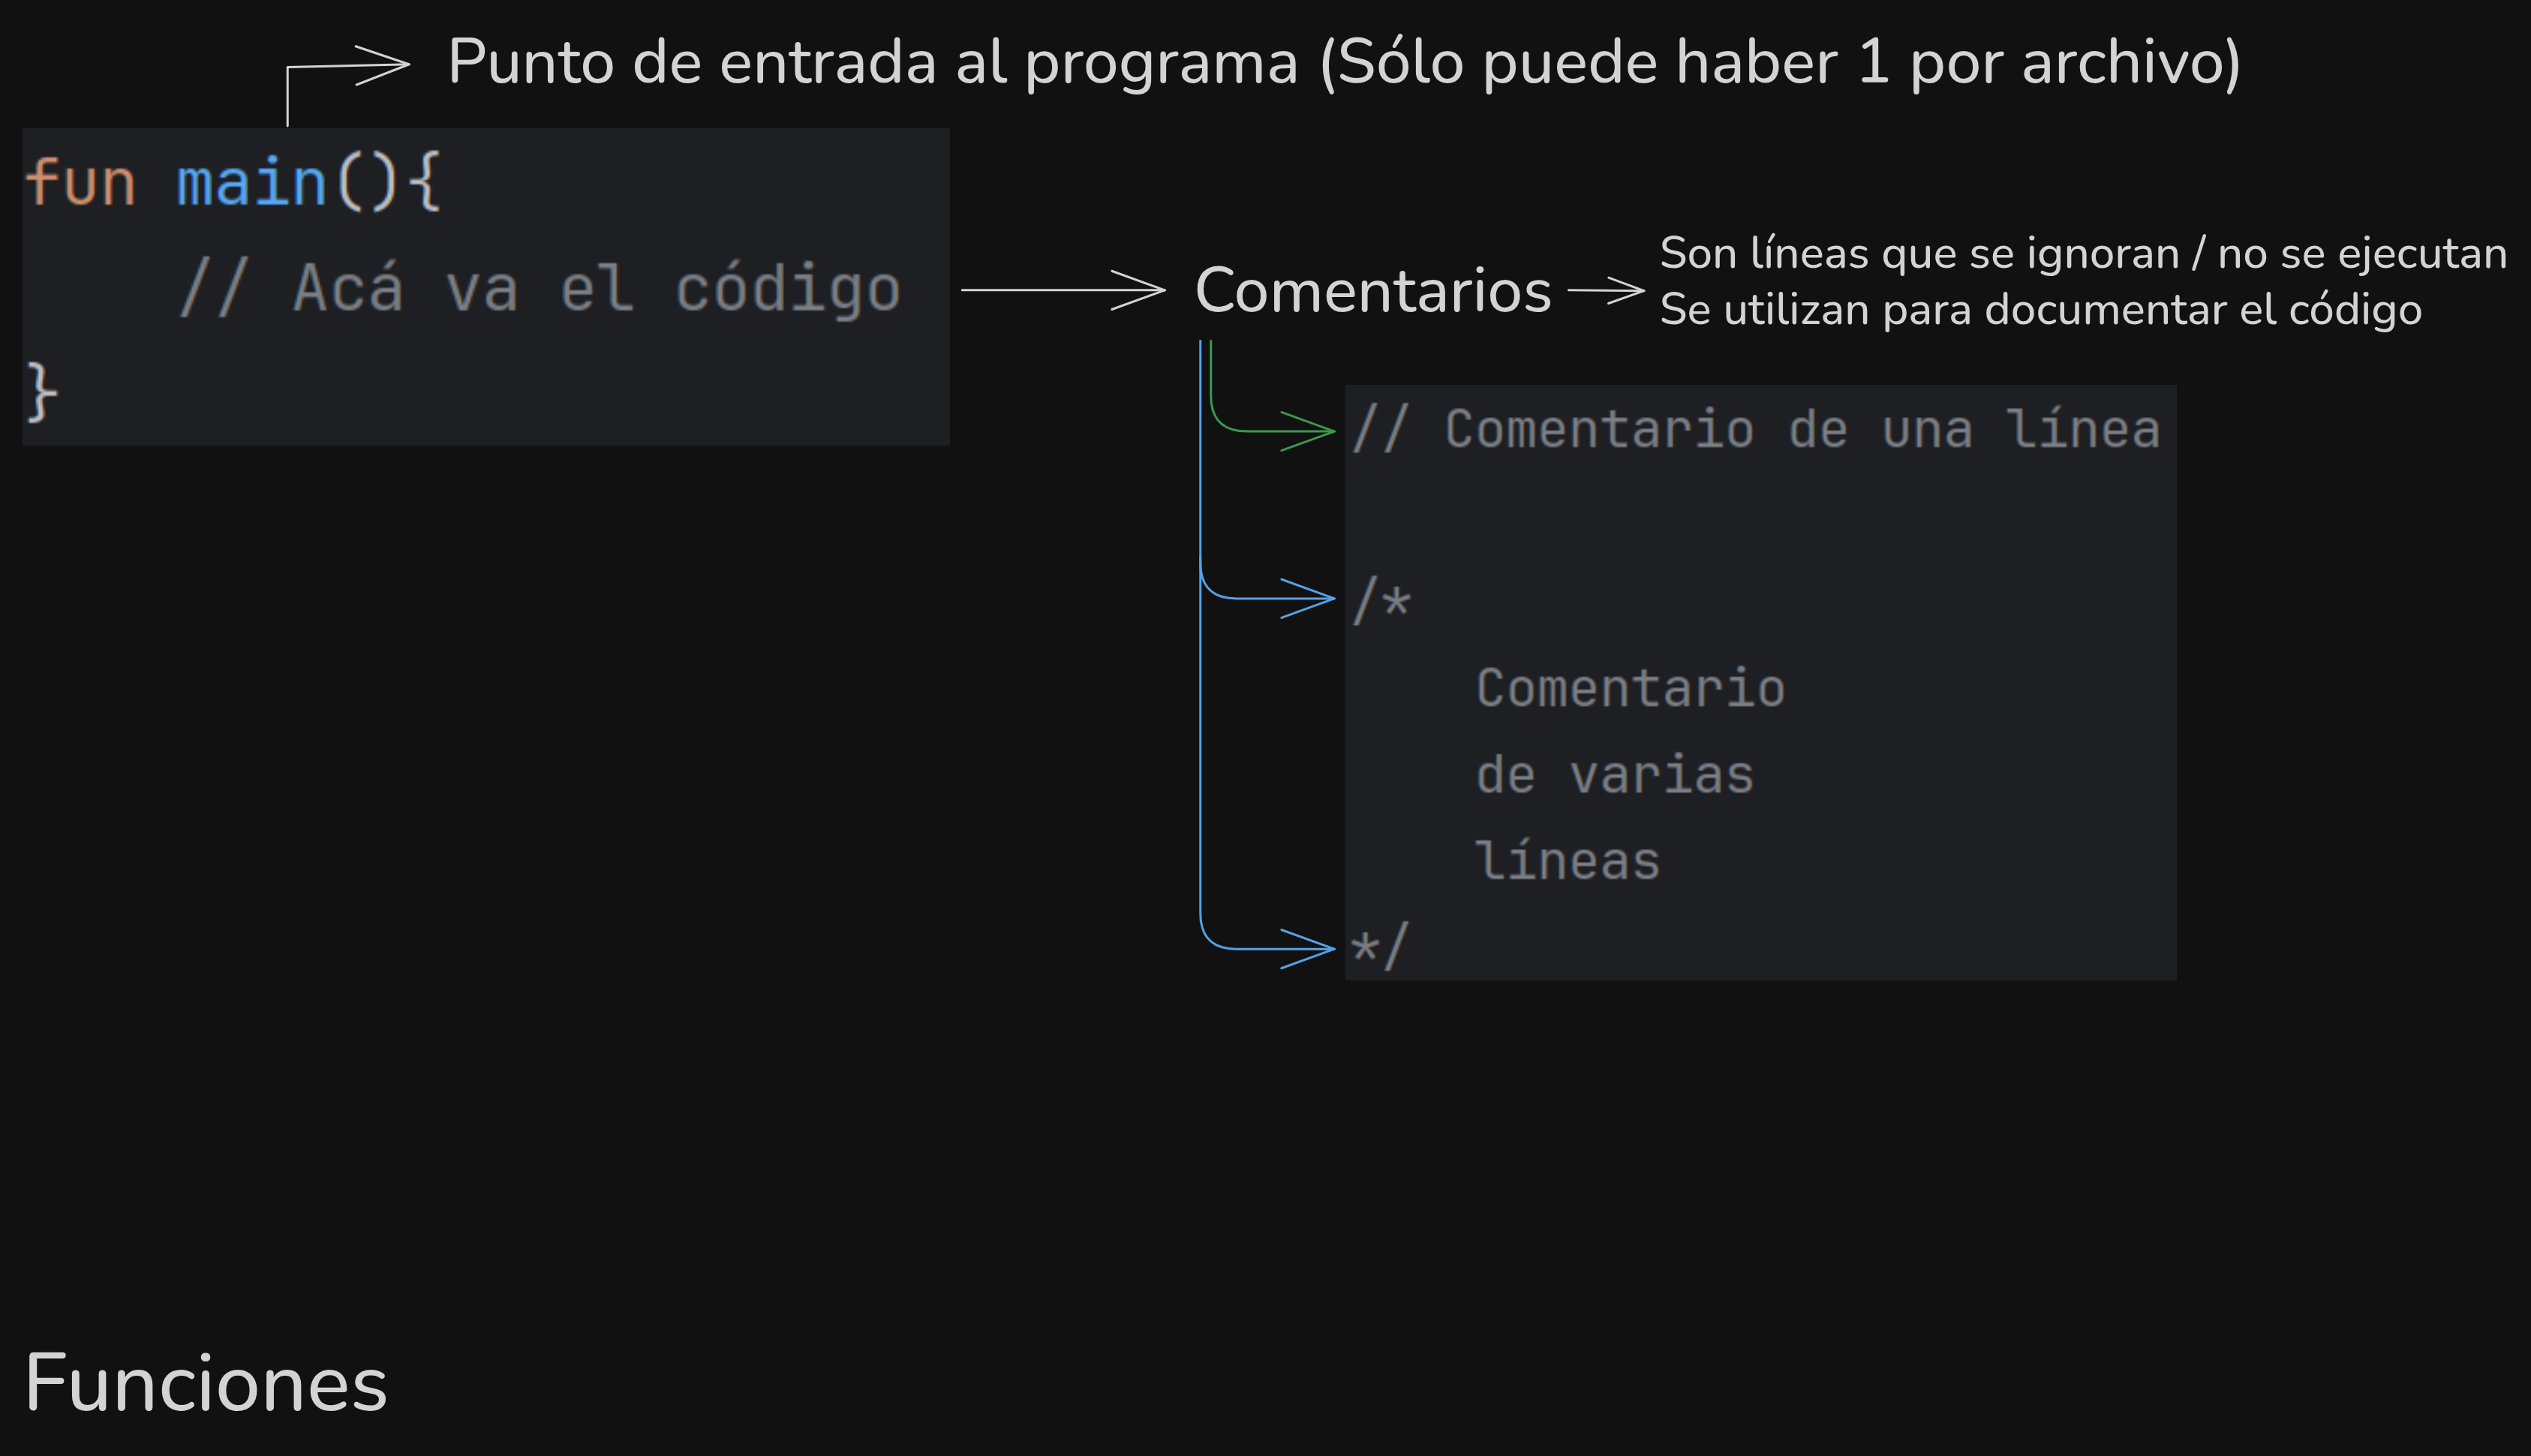 Punto de entrada al programa (Sólo puede haber 1 por archivo)
fun main(){
// Acá va el código
}
Comentarios
Son líneas que se ignoran / no se ejecutan
Se utilizan para documentar el código
// Comentario de una línea
/*
Comentario
de varias
líneas
*/
Funciones